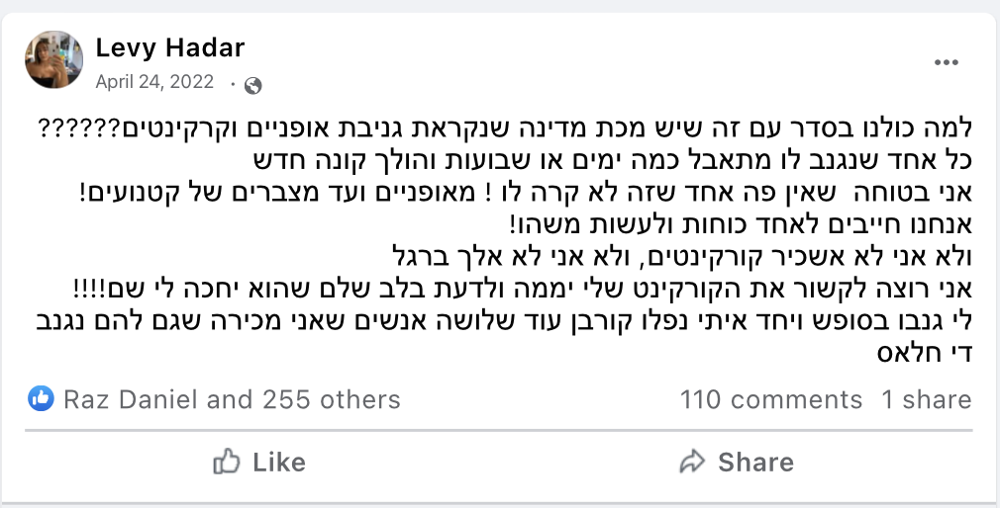 Levy Hadar
April 24, 2022 ·
...
למה כולנו בסדר עם זה שיש מכת מדינה שנקראת גניבת אופניים וקרקינטים??????
כל אחד שנגנב לו מתאבל כמה ימים או שבועות והולך קונה חדש
אני בטוחה שאין פה אחד שזה לא קרה לו ! מאופניים ועד מצברים של קטנועים!
אנחנו חייבים לאחד כוחות ולעשות משהו!
ולא אני לא אשכיר קורקינטים, ולא אני לא אלך ברגל
אני רוצה לקשור את הקורקינט שלי יממה ולדעת בלב שלם שהוא יחכה לי שם!!!!
לי גנבו בסופש ויחד איתי נפלו קורבן עוד שלושה אנשים שאני מכירה שגם להם נגנב
די חלאס
Raz Daniel and 255 others
110 comments 1 share
Like
Share